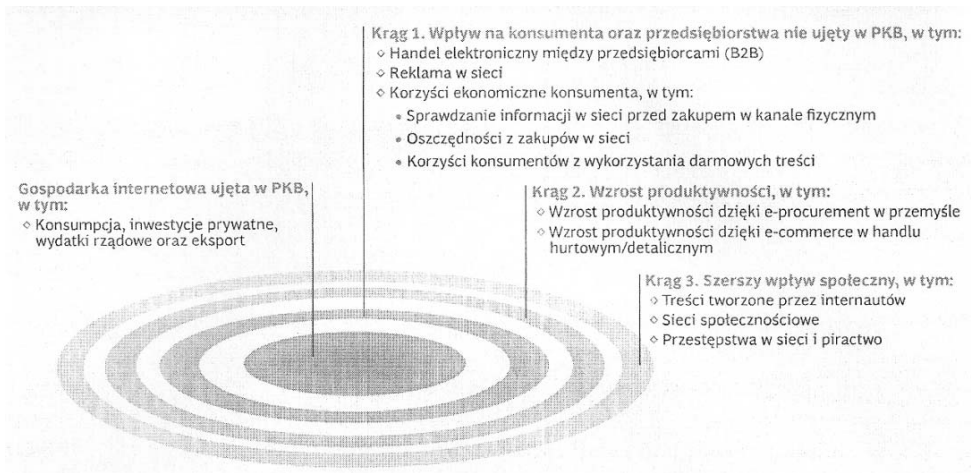 Krąg 1. Wpływ na konsumenta oraz przedsiębiorstwa nie ujęty w PKB, w tym:
◇ Handel elektroniczny między przedsiębiorcami (B2B)
◇ Reklama w sieci
◇ Korzyści ekonomiczne konsumenta, w tym:
• Sprawdzanie informacji w sieci przed zakupem w kanale fizycznym
• Oszczędności z zakupów w sieci
• Korzyści konsumentów z wykorzystania darmowych treści
Gospodarka internetowa ujęta w PKB,
w tym:
◇ Konsumpcja, inwestycje prywatne,
wydatki rządowe oraz eksport
Krąg 2. Wzrost produktywności, w tym:
◇ Wzrost produktywności dzięki e-procurement w przemyśle
◇ Wzrost produktywności dzięki e-commerce w handlu
hurtowym/detalicznym
Krąg 3. Szerszy wpływ społeczny, w tym:
◇ Treści tworzone przez internautów
◇ Sieci społecznościowe
◇ Przestępstwa w sieci i piractwo